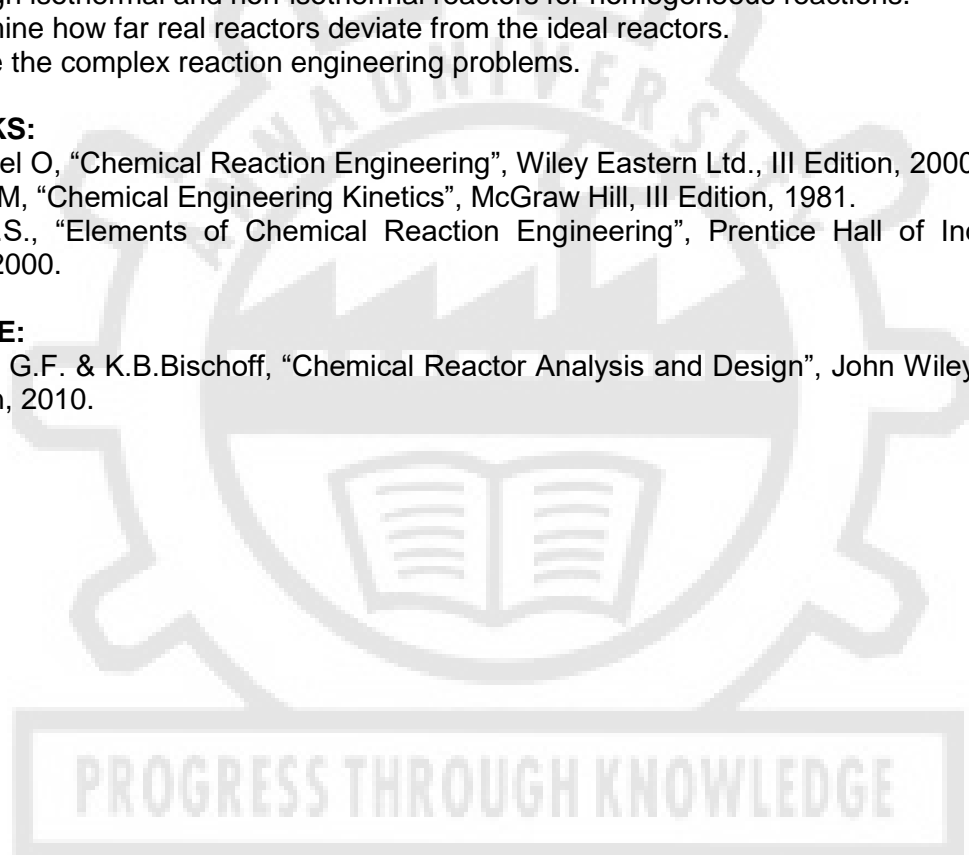 isothermal and non-isothermal reactors for homogeneous reactions.
how far real reactors deviate from the ideal reactors.
the complex reaction engineering problems.
KS:
el O, “Chemical Reaction Engineering”, Wiley Eastern Ltd., III Edition, 2000
M, “Chemical Engineering Kinetics”, McGraw Hill, III Edition, 1981.
.S., “Elements of Chemical Reaction Engineering”, Prentice Hall of
2000.
E:
G.F. & K.B.Bischoff, “Chemical Reactor Analysis and Design”, John Wiley
, 2010.
ANNA UNIVERSITY
PROGRESS THROUGH KNOWLEDGE